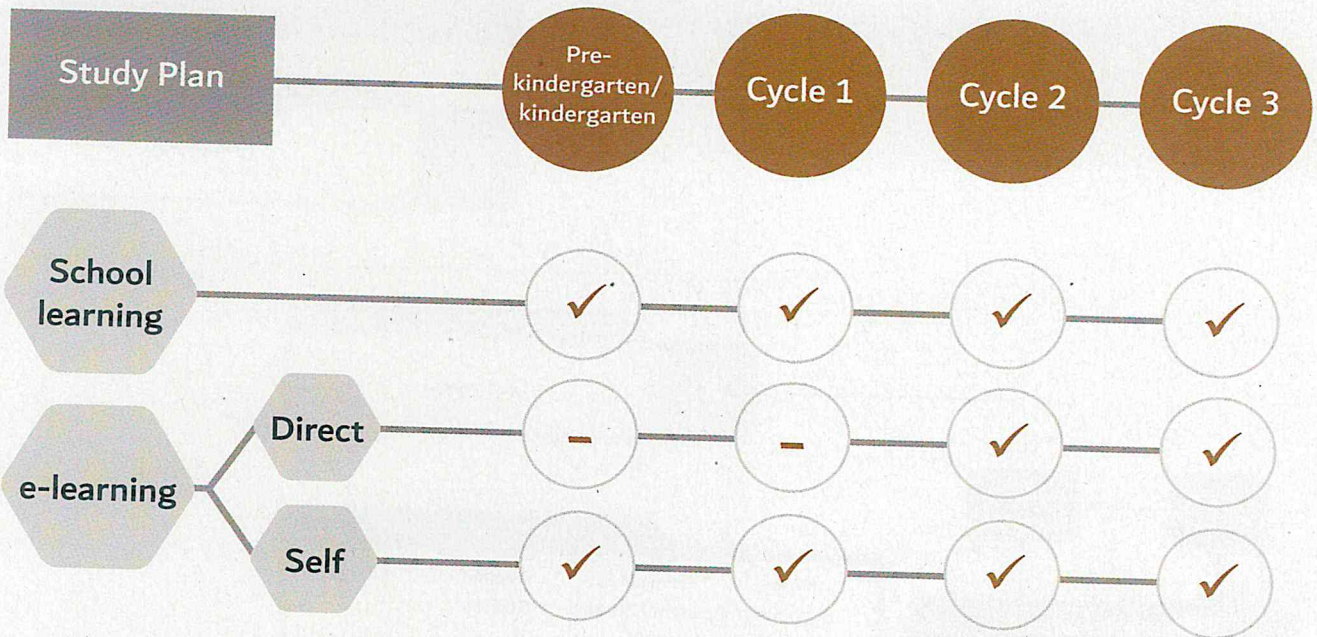 Study Plan
Pre-
kindergarten/
kindergarten
Cycle 1
Cycle 2
Cycle 3
School
learning
✓ ✓ ✓ ✓
e-learning
Direct
- - ✓ ✓
Self
✓ ✓ ✓ ✓